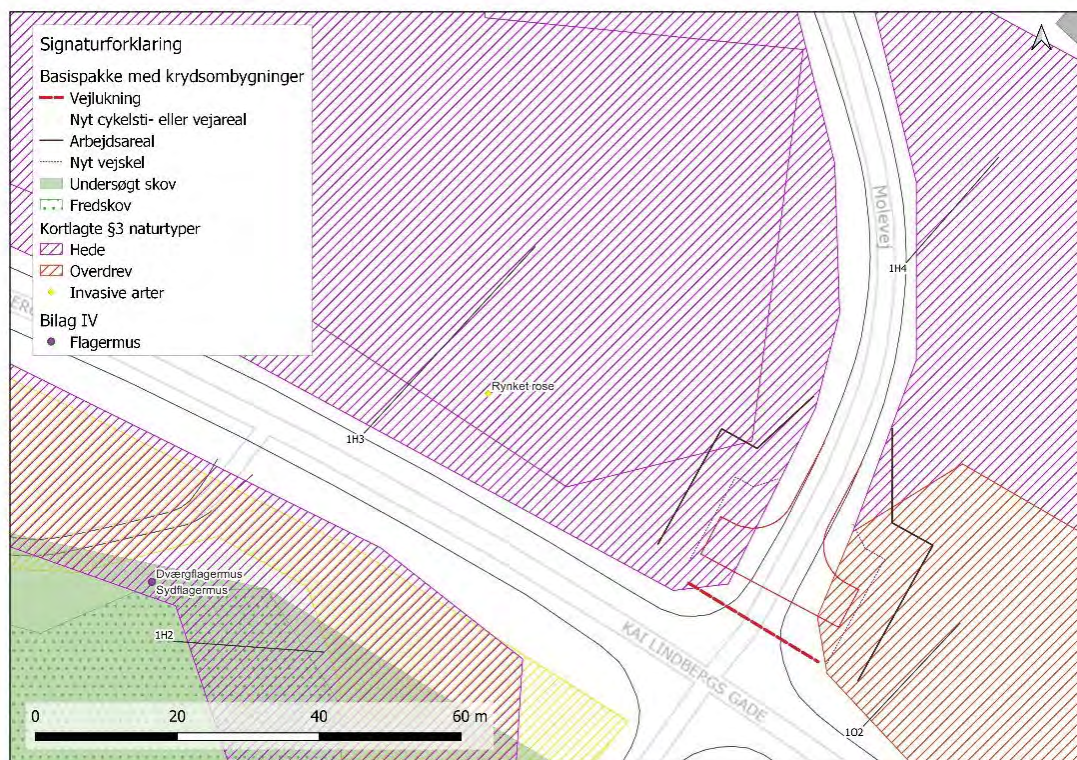 Signaturforklaring
Basispakke med krydsombygninger
Vejlukning
Nyt cykelsti- eller vejareal
Arbejdsareal
Nyt vejskel
Undersøgt skov
Fredskov
Kortlagte §3 naturtyper
Hede
Overdrev
Invasive arter
Bilag IV
Flagermus
Molevej
1H4
Rynket rose
1H3
Dværgflagermus
Sydflagermus
1H2
KAI LINDBERGS GADE
1O2
0 20 40 60 m